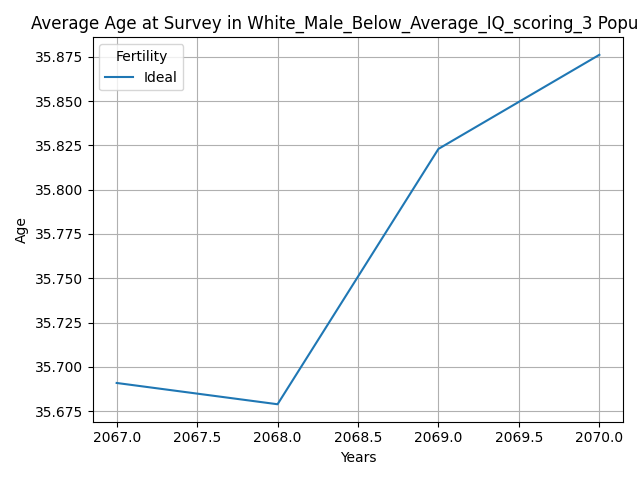 Average Age at Survey in White_Male_Below_Average_IQ_scoring_3 Popu
Fertility
Ideal
35.875
35.850
35.825
35.800
35.775
35.750
35.725
35.700
35.675
Age
2067.0 2067.5 2068.0 2068.5 2069.0 2069.5 2070.0
Years